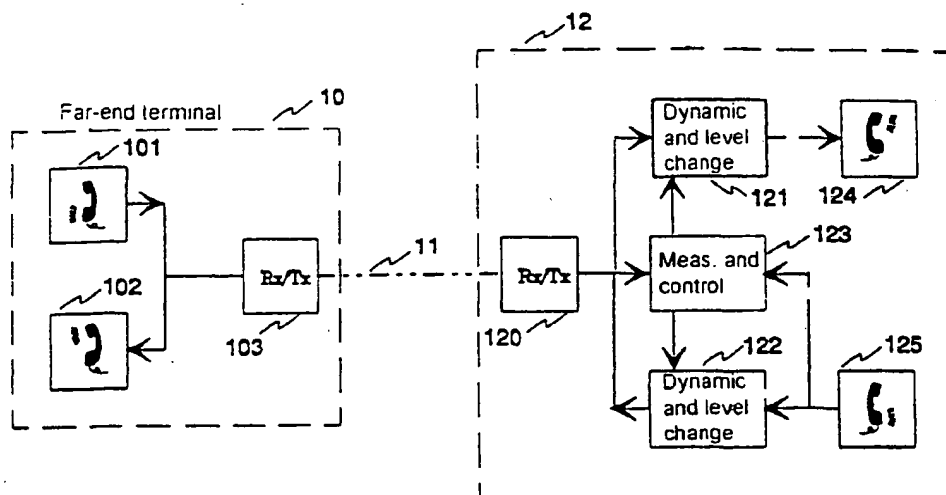 12
Far-end terminal
10
101
102
Rx/Tx
103
11
Rx/Tx
120
Dynamic
and level
change
121
124
Meas. and
control
123
122
Dynamic
and level
change
125